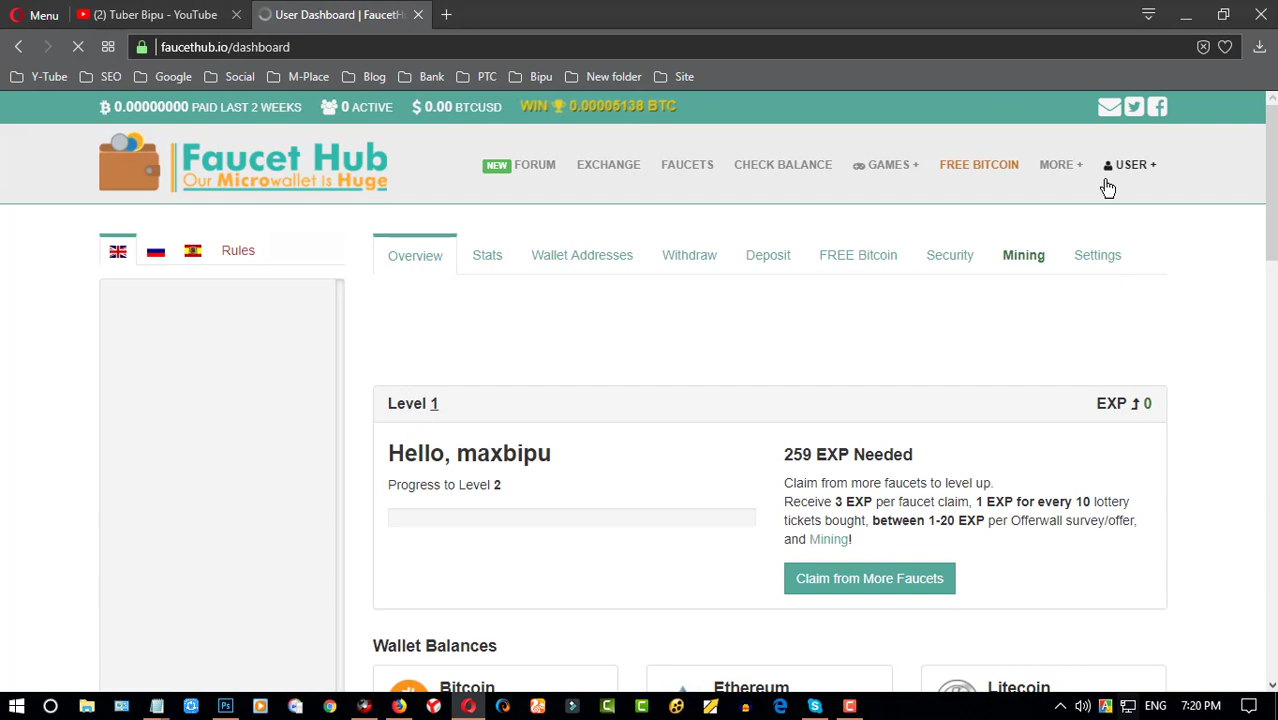 Menu
(2) Tuber Bipu - YouTube
User Dashboard | FaucetH
faucethub.io/dashboard
Y-Tube
SEO
Google
Social
M-Place
Blog
Bank
PTC
Bipu
New folder
Site
0.00000000 PAID LAST 2 WEEKS
0 ACTIVE
$ 0.00 BTCUSD
WIN 0.00005138 BTC
Faucet Hub
Our Microwallet is Huge
NEW FORUM
EXCHANGE
FAUCETS
CHECK BALANCE
GAMES +
FREE BITCOIN
MORE +
USER +
Rules
Overview
Stats
Wallet Addresses
Withdraw
Deposit
FREE Bitcoin
Security
Mining
Settings
Level 1
EXP 0
Hello, maxbipu
Progress to Level 2
259 EXP Needed
Claim from more faucets to level up.
Receive 3 EXP per faucet claim, 1 EXP for every 10 lottery
tickets bought, between 1-20 EXP per Offerwall survey/offer,
and Mining!
Claim from More Faucets
Wallet Balances
Bitcoin
Ethereum
Litecoin
ENG
7:20 PM